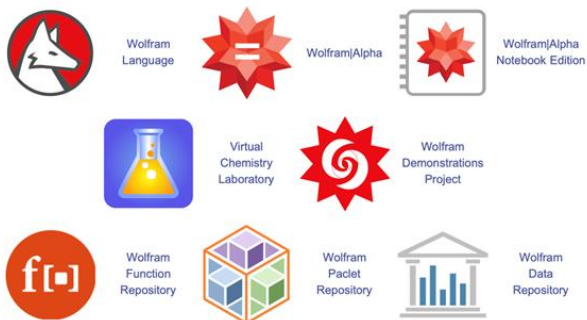 Wolfram
Language
Wolfram|Alpha
Wolfram|Alpha
Notebook Edition
Virtual
Chemistry
Laboratory
Wolfram
Demonstrations
Project
f[▪]
Wolfram
Function
Repository
Wolfram
Paclet
Repository
Wolfram
Data
Repository